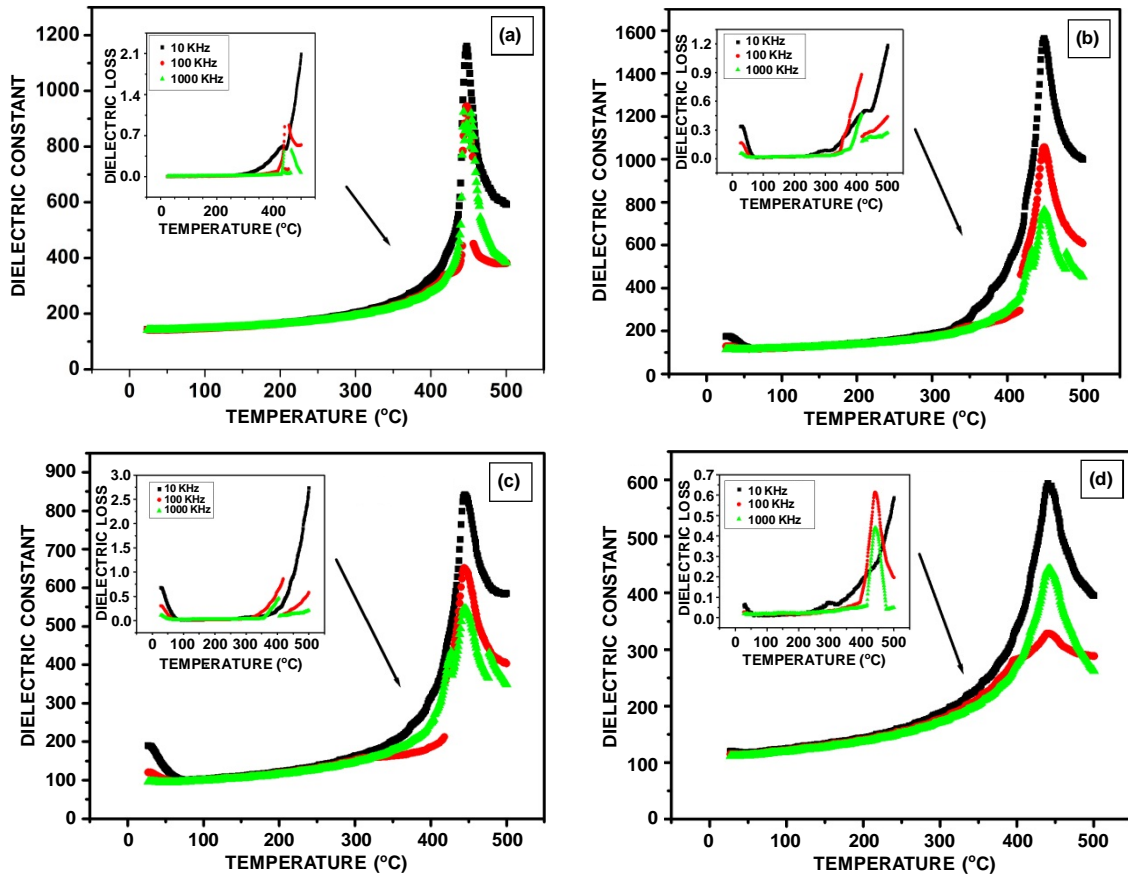 (a)
DIELECTRIC CONSTANT
1200
1000
800
600
400
200
0
0 100 200 300 400 500
TEMPERATURE (°C)
DIELECTRIC LOSS
2.1
1.4
0.7
0.0
10 KHz
100 KHz
1000 KHz
0 200 400
TEMPERATURE (°C)
(b)
DIELECTRIC CONSTANT
1600
1400
1200
1000
800
600
400
200
0
0 100 200 300 400 500
TEMPERATURE (°C)
DIELECTRIC LOSS
1.2
0.9
0.6
0.3
0.0
10 KHz
100 KHz
1000 KHz
0 100 200 300 400 500
TEMPERATURE (°C)
(c)
DIELECTRIC CONSTANT
900
800
700
600
500
400
300
200
100
0
0 100 200 300 400 500
TEMPERATURE (°C)
DIELECTRIC LOSS
3.0
2.5
2.0
1.5
1.0
0.5
0.0
10 KHz
100 KHz
1000 KHz
0 100 200 300 400 500
TEMPERATURE (°C)
(d)
DIELECTRIC CONSTANT
600
500
400
300
200
100
0
0 100 200 300 400 500
TEMPERATURE (°C)
DIELECTRIC LOSS
0.7
0.6
0.5
0.4
0.3
0.2
0.1
0.0
10 KHz
100 KHz
1000 KHz
0 100 200 300 400 500
TEMPERATURE (°C)